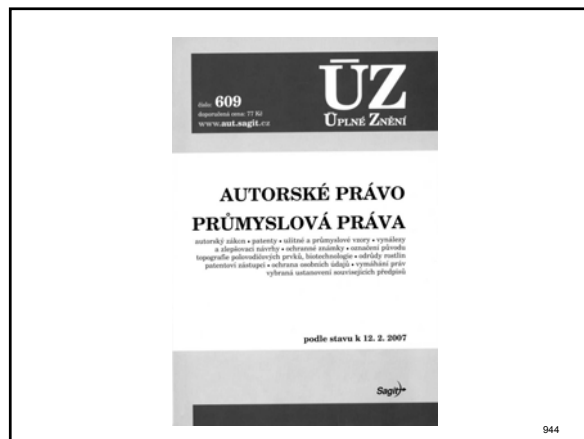 ÚZ
číslo: 609
doporučená cena: 77 Kč
www.aut.sagit.cz
ÚPLNÉ ZNĚNÍ
AUTORSKÉ PRÁVO
PRŮMYSLOVÁ PRÁVA
autorský zákon • patenty • užitné a průmyslové vzory • vynálezy
a zlepšovací návrhy • ochranné známky • označení původu
topografie polovodičových prvků, biotechnologie • odrůdy rostlin
patentoví zástupci • ochrana osobních údajů • vymáhání práv
vybraná ustanovení souvisejících předpisů
podle stavu k 12. 2. 2007
Sagit
944